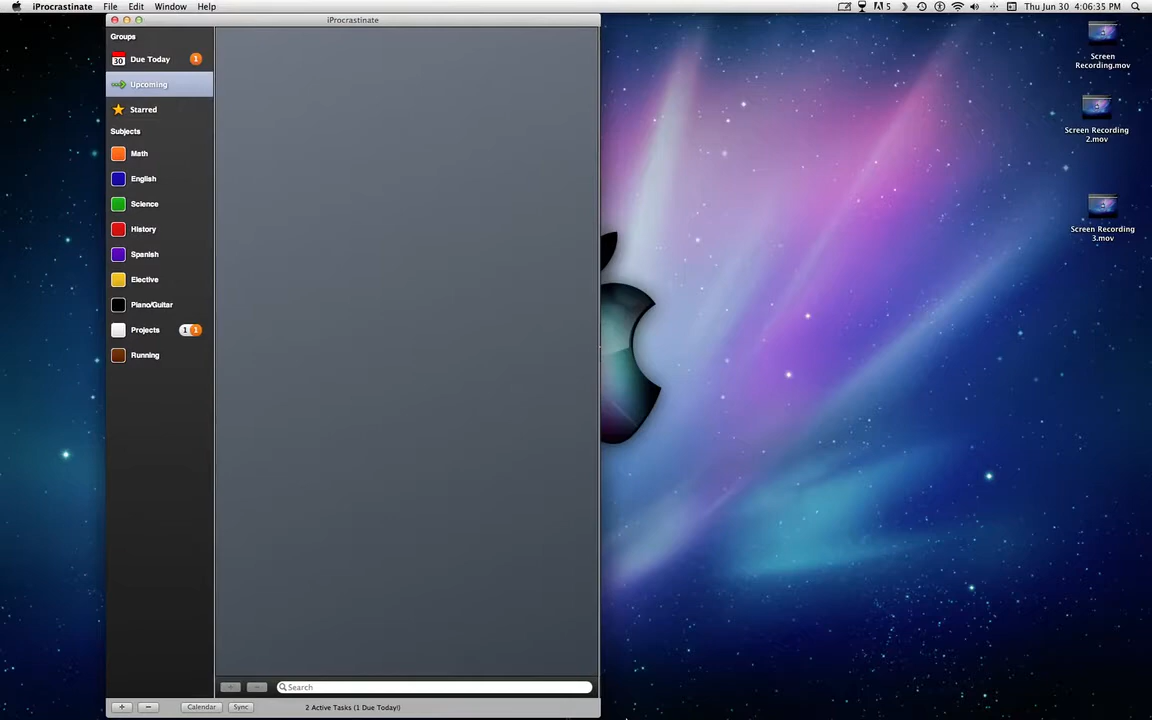 iProcrastinate File Edit Window Help
5 Thu Jun 30 4:06:35 PM
iProcrastinate
Groups
30 Due Today 1
Upcoming
Starred
Subjects
Math
English
Science
History
Spanish
Elective
Piano/Guitar
Projects 1 1
Running
+ - Search
+ - Calendar Sync 2 Active Tasks (1 Due Today!)
Screen
Recording.mov
Screen Recording
2.mov
Screen Recording
3.mov